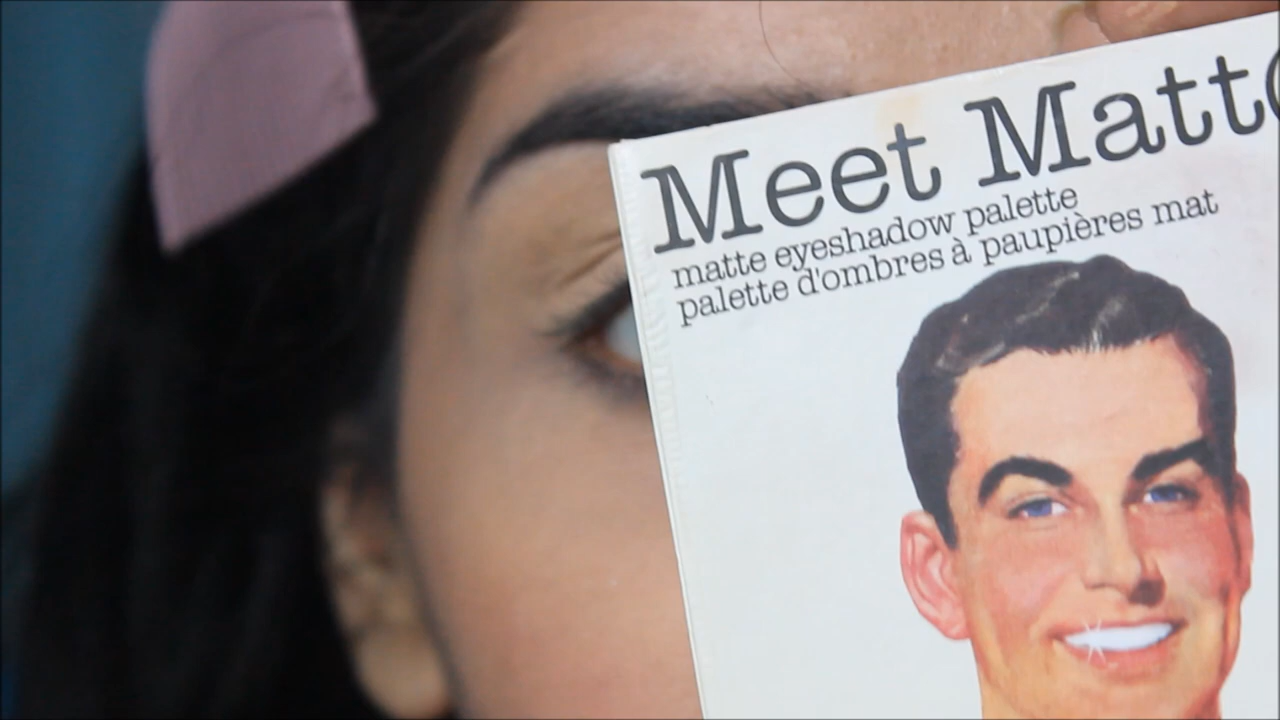 Meet Matt
matte eyeshadow palette
palette d'ombres à paupières mat